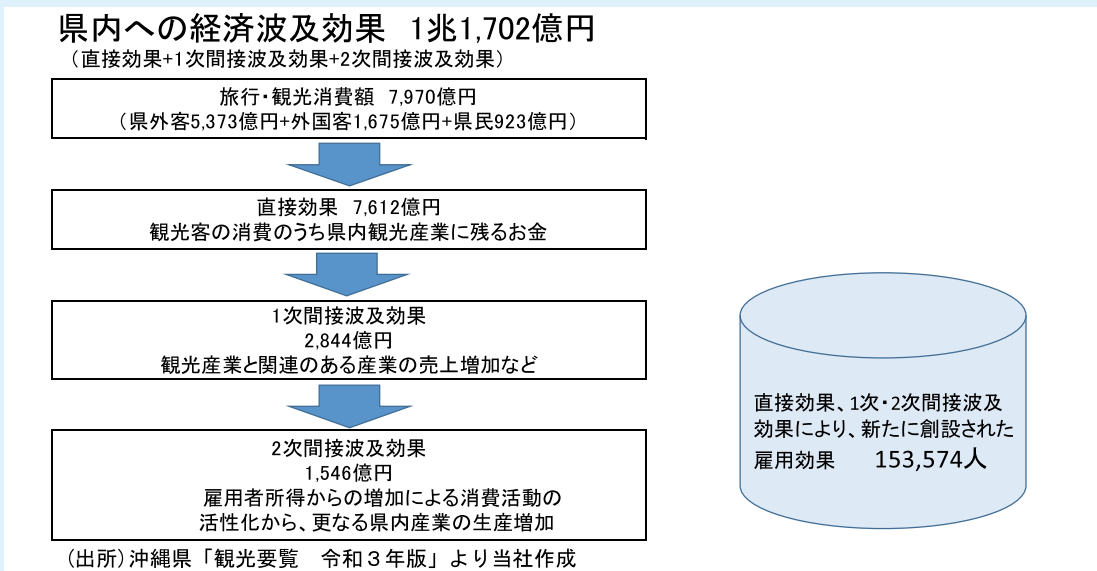 県内への経済波及効果 1兆1,702億円
（直接効果+1次間接波及効果+2次間接波及効果）
旅行・観光消費額 7,970億円
（県外客5,373億円+外国客1,675億円+県民923億円）
直接効果 7,612億円
観光客の消費のうち県内観光産業に残るお金
1次間接波及効果
2,844億円
観光産業と関連のある産業の売上増加など
2次間接波及効果
1,546億円
雇用者所得からの増加による消費活動の
活性化から、更なる県内産業の生産増加
（出所）沖縄県「観光要覧 令和３年版」より当社作成
直接効果、1次・2次間接波及
効果により、新たに創設された
雇用効果 153,574人